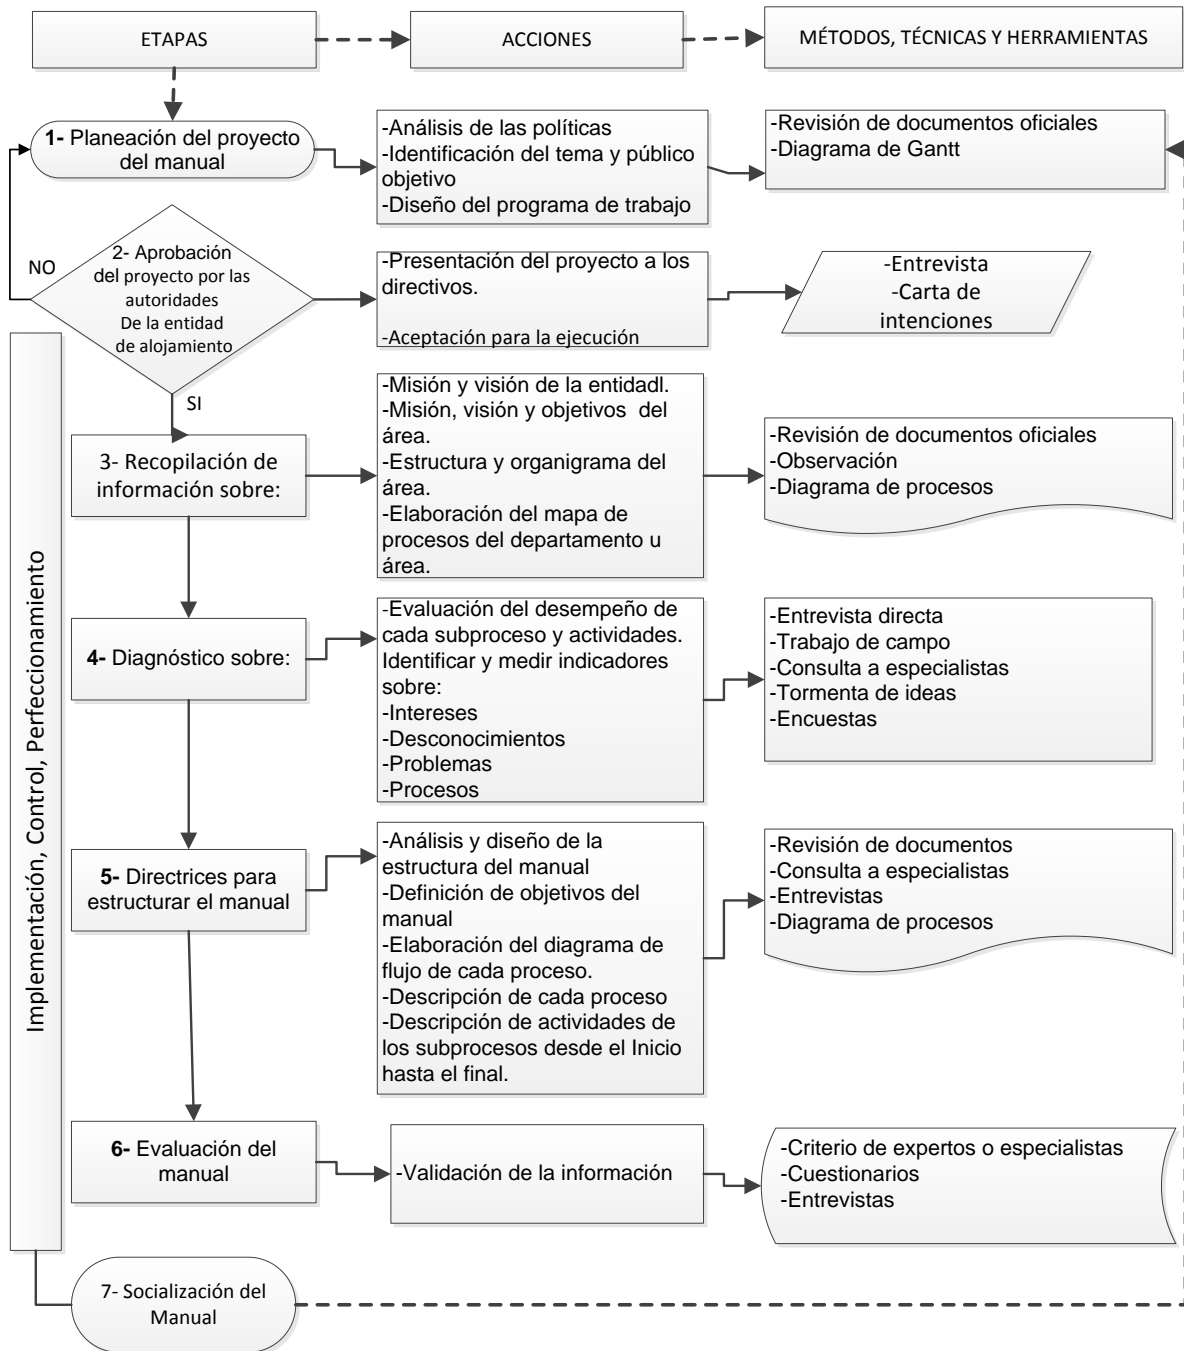 ETAPAS
ACCIONES
MÉTODOS, TÉCNICAS Y HERRAMIENTAS
1- Planeación del proyecto
del manual
-Análisis de las políticas
-Identificación del tema y público
objetivo
-Diseño del programa de trabajo
-Revisión de documentos oficiales
-Diagrama de Gantt
NO
2- Aprobación
del proyecto por las
autoridades
De la entidad
de alojamiento
SI
-Presentación del proyecto a los
directivos.
-Aceptación para la ejecución
-Entrevista
-Carta de
intenciones
3- Recopilación de
información sobre:
-Misión y visión de la entidadl.
-Misión, visión y objetivos del
área.
-Estructura y organigrama del
área.
-Elaboración del mapa de
procesos del departamento u
área.
-Revisión de documentos oficiales
-Observación
-Diagrama de procesos
4- Diagnóstico sobre:
-Evaluación del desempeño de
cada subproceso y actividades.
Identificar y medir indicadores
sobre:
-Intereses
-Desconocimientos
-Problemas
-Procesos
-Entrevista directa
-Trabajo de campo
-Consulta a especialistas
-Tormenta de ideas
-Encuestas
5- Directrices para
estructurar el manual
-Análisis y diseño de la
estructura del manual
-Definición de objetivos del
manual
-Elaboración del diagrama de
flujo de cada proceso.
-Descripción de cada proceso
-Descripción de actividades de
los subprocesos desde el Inicio
hasta el final.
-Revisión de documentos
-Consulta a especialistas
-Entrevistas
-Diagrama de procesos
6- Evaluación del
manual
-Validación de la información
-Criterio de expertos o especialistas
-Cuestionarios
-Entrevistas
Implementación, Control, Perfeccionamiento
7- Socialización del
Manual